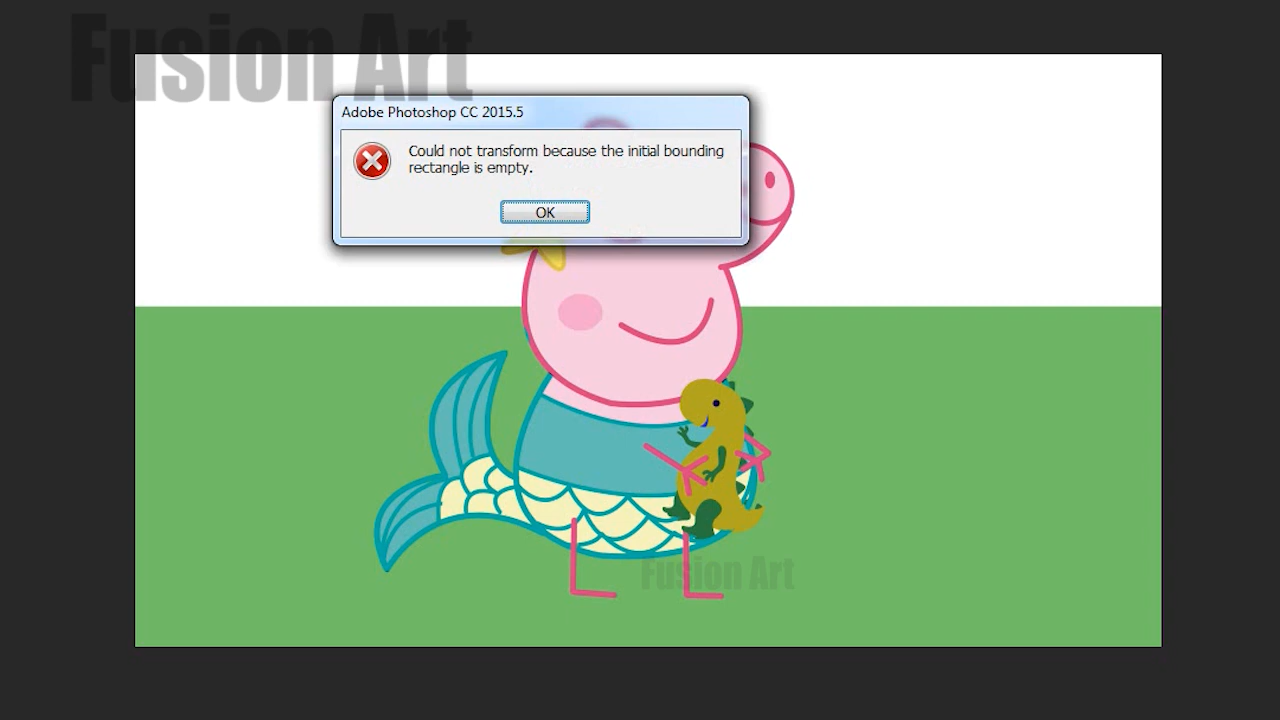 Fusion Art
Adobe Photoshop CC 2015.5
Could not transform because the initial bounding
rectangle is empty.
OK
Fusion Art